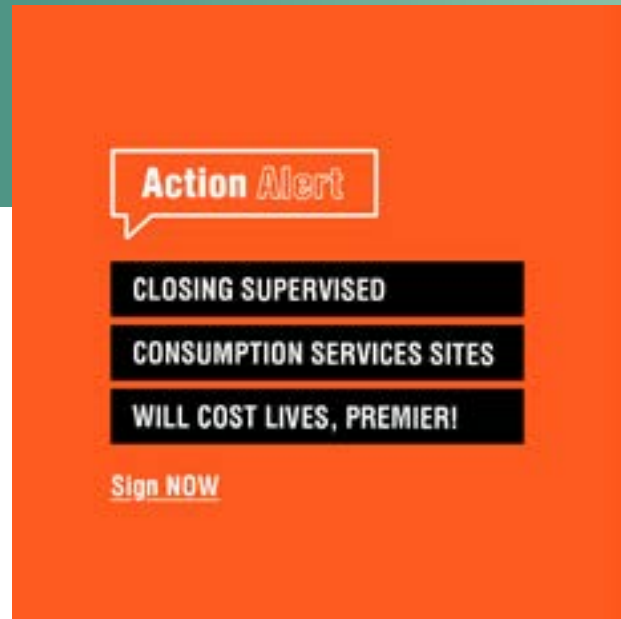 Action Alert
CLOSING SUPERVISED
CONSUMPTION SERVICES SITES
WILL COST LIVES, PREMIER!
Sign NOW